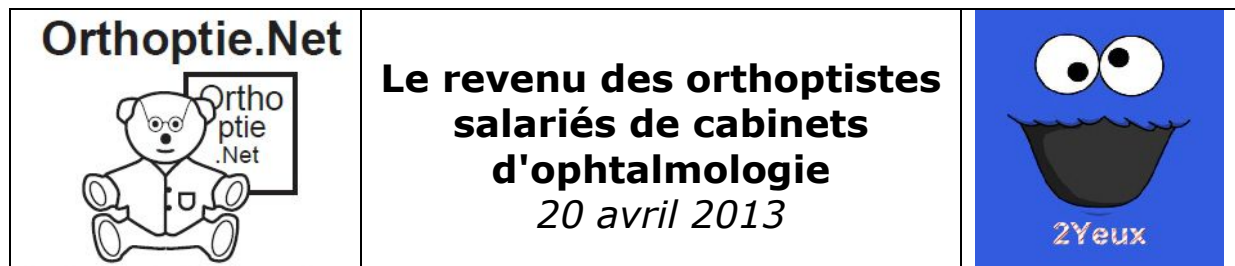 Orthoptie.Net
Ortho
ptie
.Net
Le revenu des orthoptistes
salariés de cabinets
d'ophtalmologie
20 avril 2013
2Yeux